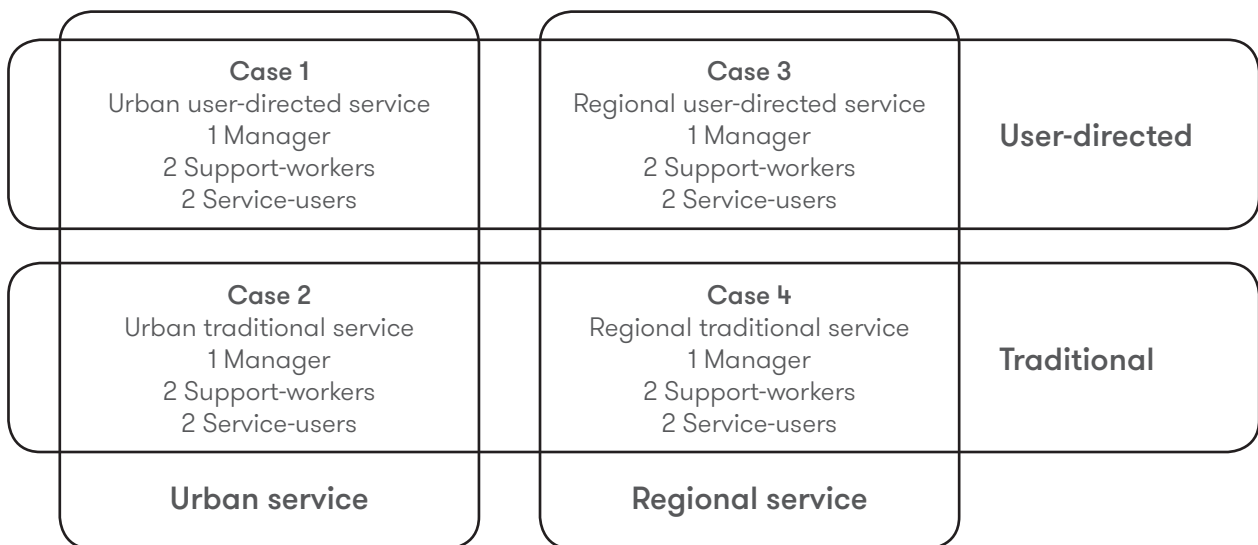 Case 1
Urban user-directed service
1 Manager
2 Support-workers
2 Service-users
Case 3
Regional user-directed service
1 Manager
2 Support-workers
2 Service-users
User-directed
Case 2
Urban traditional service
1 Manager
2 Support-workers
2 Service-users
Case 4
Regional traditional service
1 Manager
2 Support-workers
2 Service-users
Traditional
Urban service
Regional service